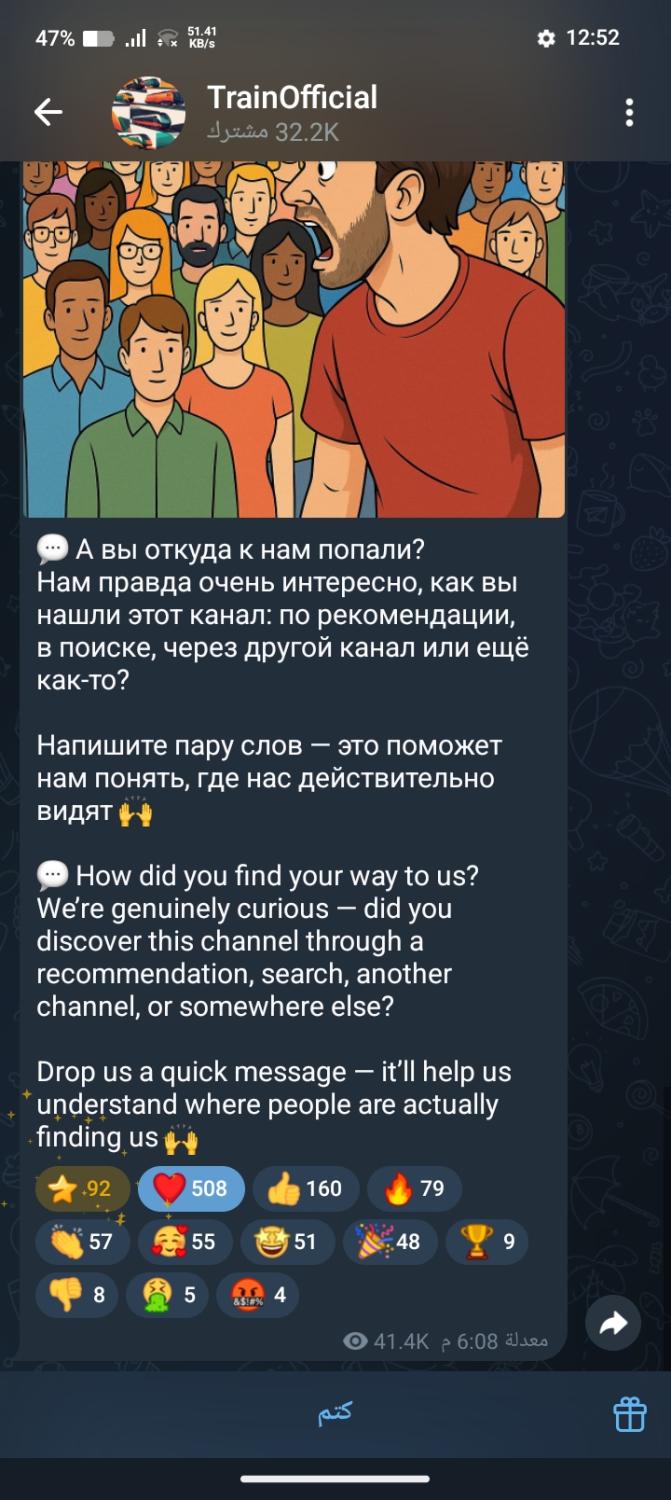 47% 51.41 KB/s 12:52
TrainOfficial
32.2K مشترك
💬 А вы откуда к нам попали?
Нам правда очень интересно, как вы
нашли этот канал: по рекомендации,
в поиске, через другой канал или ещё
как-то?
Напишите пару слов — это поможет
нам понять, где нас действительно
видят 🙌
💬 How did you find your way to us?
We’re genuinely curious — did you
discover this channel through a
recommendation, search, another
channel, or somewhere else?
Drop us a quick message — it’ll help us
understand where people are actually
finding us 🙌
⭐ 92 ❤️ 508 👍 160 🔥 79
👏 57 🥰 55 🤩 51 🎉 48 🏆 9
👎 8 🤮 5 🤬 4
41.4K معدلة 6:08 م
كتم